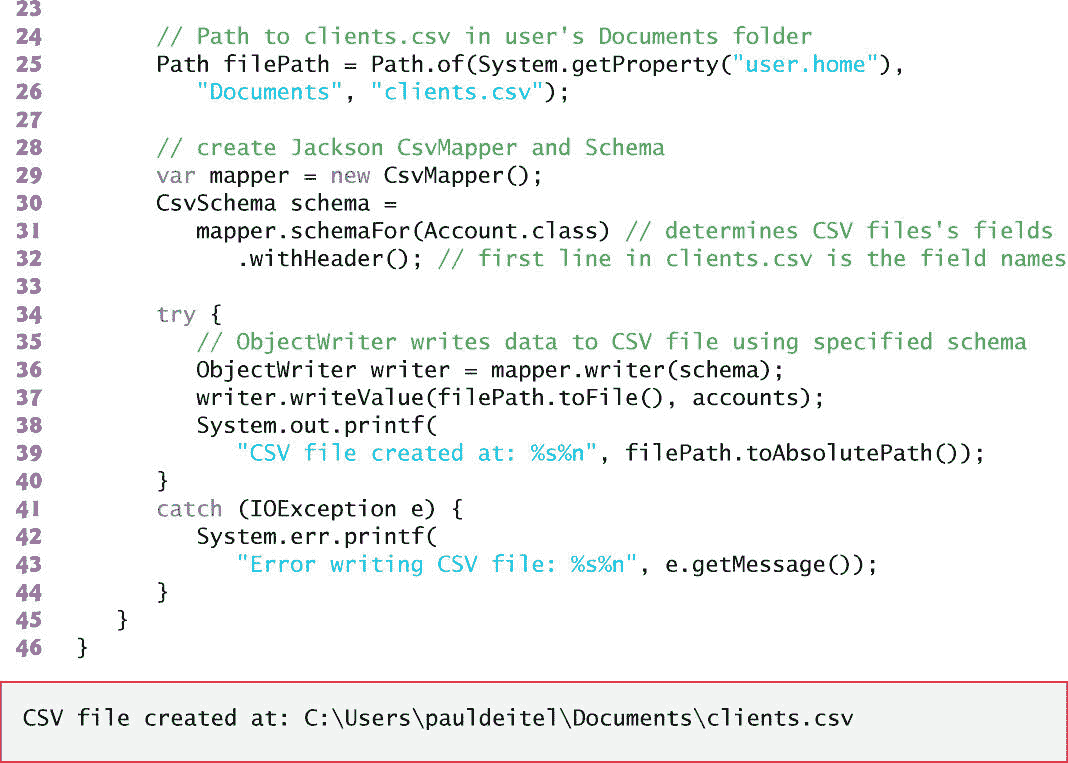 23
24 // Path to clients.csv in user's Documents folder
25 Path filePath = Path.of(System.getProperty("user.home"),
26 "Documents", "clients.csv");
27
28 // create Jackson CsvMapper and Schema
29 var mapper = new CsvMapper();
30 CsvSchema schema =
31 mapper.schemaFor(Account.class) // determines CSV files's fields
32 .withHeader(); // first line in clients.csv is the field names
33
34 try {
35 // ObjectWriter writes data to CSV file using specified schema
36 ObjectWriter writer = mapper.writer(schema);
37 writer.writeValue(filePath.toFile(), accounts);
38 System.out.printf(
39 "CSV file created at: %s%n", filePath.toAbsolutePath());
40 }
41 catch (IOException e) {
42 System.err.printf(
43 "Error writing CSV file: %s%n", e.getMessage());
44 }
45 }
46 }
CSV file created at: C:\Users\pauldeitel\Documents\clients.csv